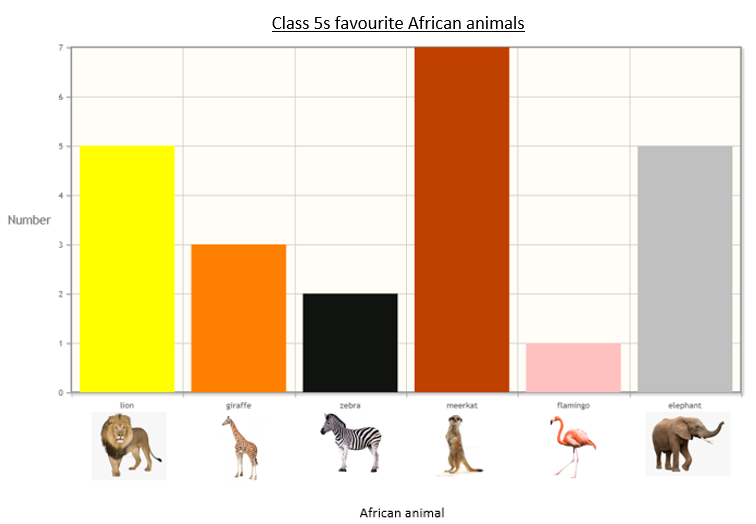 Class 5s favourite African animals
7
6
5
4
Number
3
2
1
0
lion giraffe zebra meerkat flamingo elephant
African animal